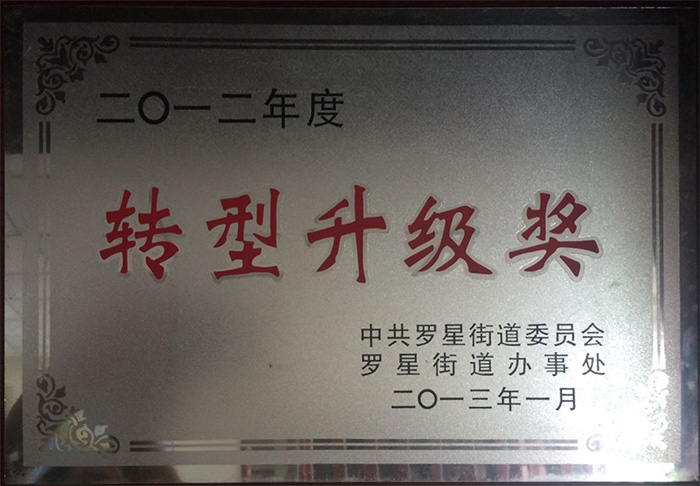 二〇一二年度
转型升级奖
中共罗星街道委员会
罗星街道办事处
二〇一三年一月